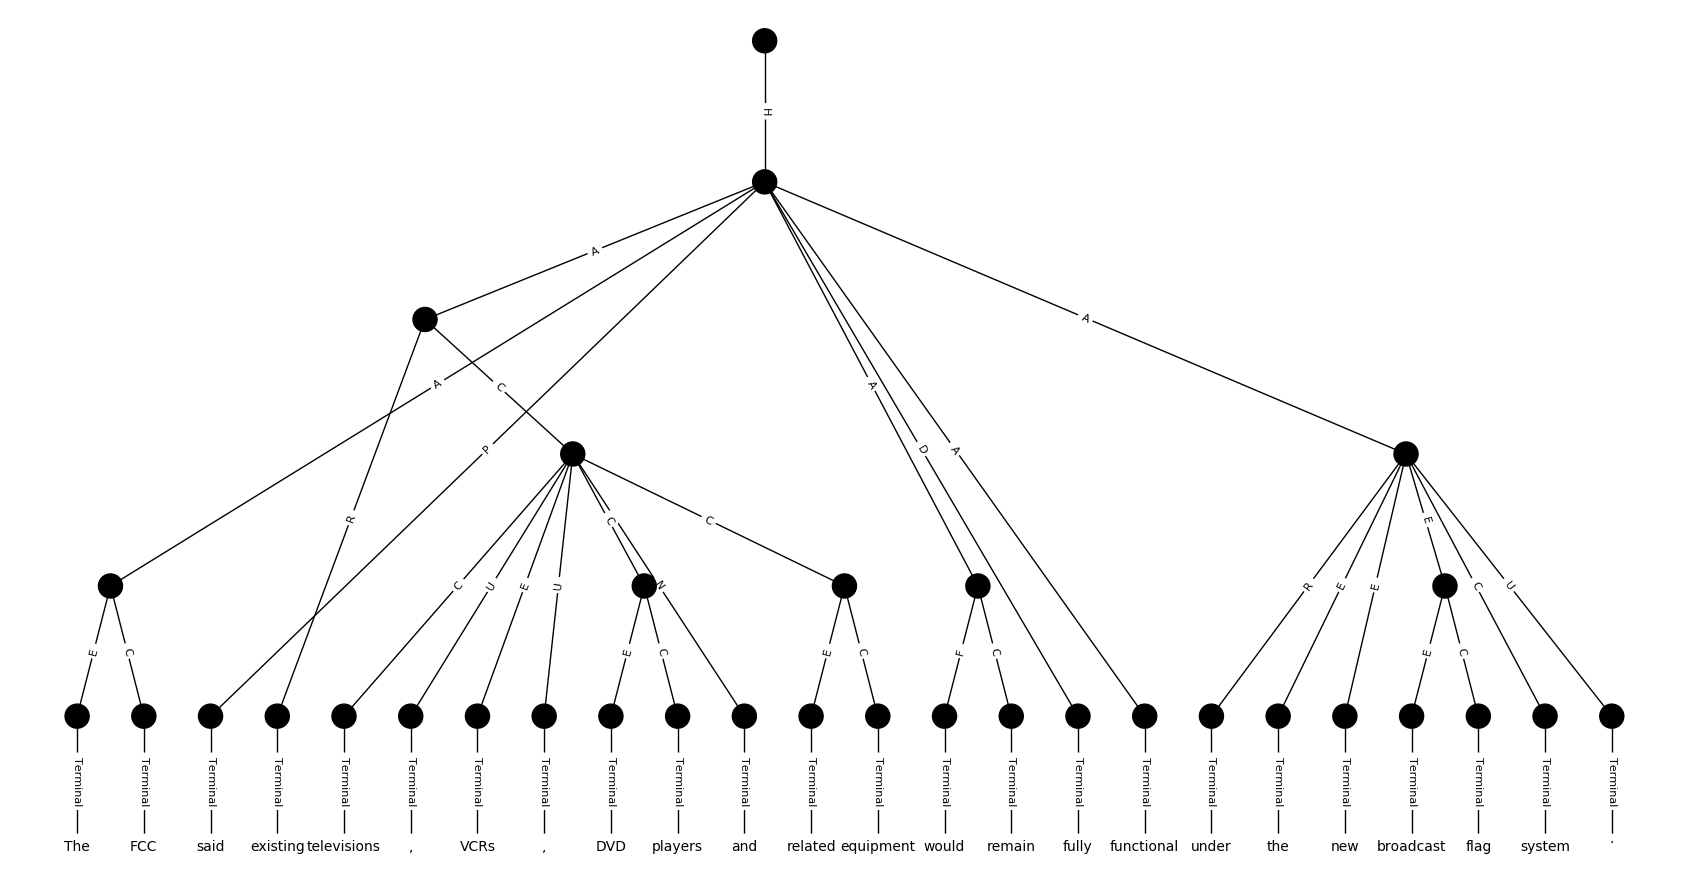 H
A
A
A
C
A
P
D
A
R
C
C
E
C
U
E
U
N
R
E
E
C
U
E
C
E
C
E
C
F
C
E
C
Terminal Terminal Terminal Terminal Terminal Terminal Terminal Terminal Terminal Terminal Terminal Terminal Terminal Terminal Terminal Terminal Terminal Terminal Terminal Terminal Terminal Terminal Terminal Terminal
The FCC said existing televisions , VCRs , DVD players and related equipment would remain fully functional under the new broadcast flag system .